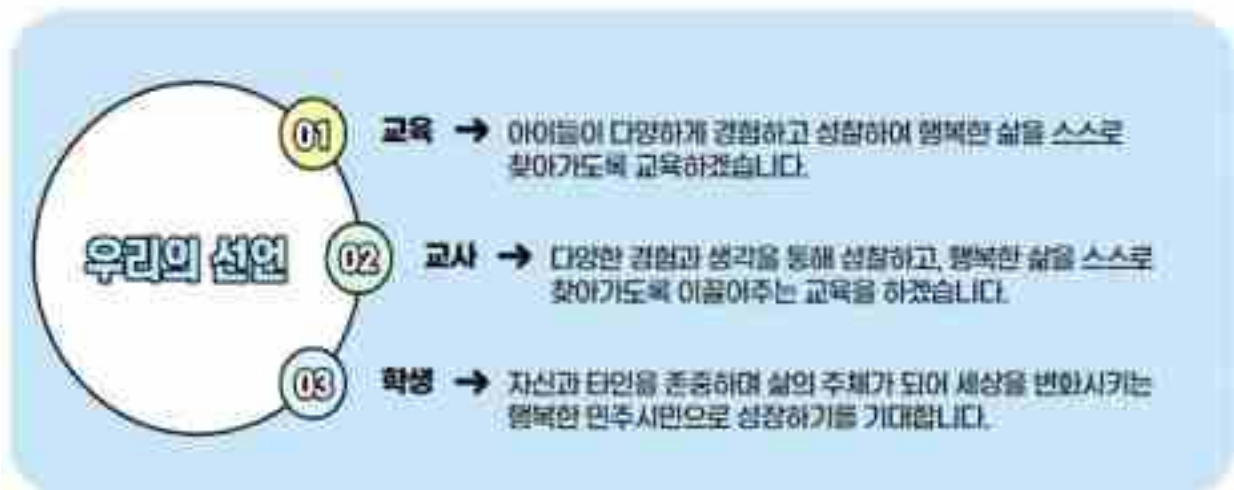 우리의 선언
01 교육 → 아이들이 다양하게 경험하고 성찰하여 행복한 삶을 스스로
찾아가도록 교육하겠습니다.
02 교사 → 다양한 경험과 생각을 통해 성찰하고, 행복한 삶을 스스로
찾아가도록 이끌어주는 교육을 하겠습니다.
03 학생 → 자신과 타인을 존중하며 삶의 주체가 되어 세상을 변화시키는
행복한 민주시민으로 성장하기를 기대합니다.